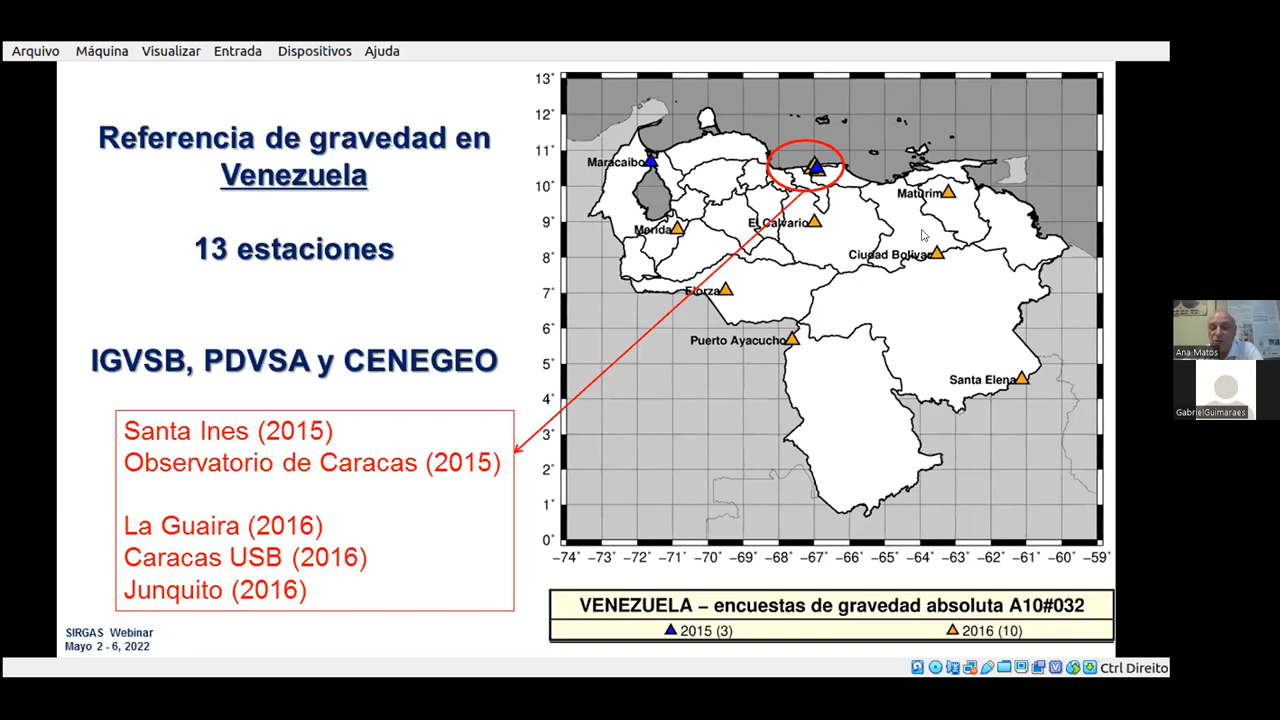 Arquivo Máquina Visualizar Entrada Dispositivos Ajuda
Referencia de gravedad en
Venezuela
13 estaciones
IGVSB, PDVSA y CENEGEO
Santa Ines (2015)
Observatorio de Caracas (2015)
La Guaira (2016)
Caracas USB (2016)
Junquito (2016)
SIRGAS Webinar
Mayo 2 - 6, 2022
13°
12°
11°
10°
9°
8°
7°
6°
5°
4°
3°
2°
1°
0°
−74° −73° −72° −71° −70° −69° −68° −67° −66° −65° −64° −63° −62° −61° −60° −59°
Maracaibo
Maturim
El Calvario
Merida
Ciudad Bolivar
Puerto Ayacucho
Santa Elena
VENEZUELA − encuestas de gravedad absoluta A10#032
2015 (3) 2016 (10)
Ctrl Direito
Ana Matos
GabrielGuimaraes